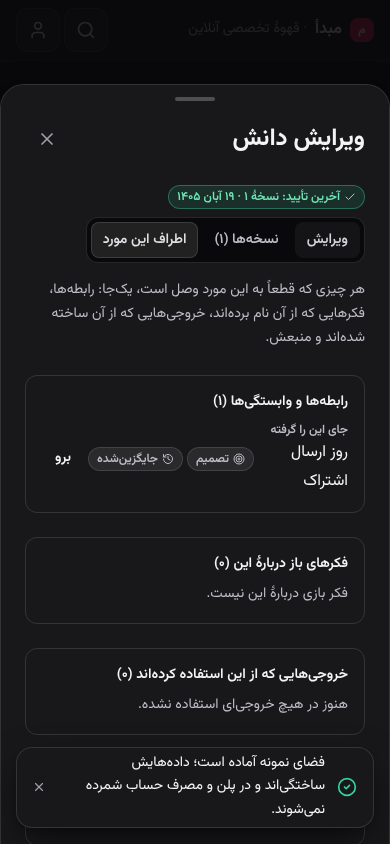 م مبدأ · قهوهٔ تخصصی آنلاین
ویرایش دانش
آخرین تأیید: نسخهٔ ۱ · ۱۹ آبان ۱۴۰۵
ویرایش
نسخه‌ها (۱)
اطراف این مورد
هر چیزی که قطعاً به این مورد وصل است، یک‌جا: رابطه‌ها،
فکرهایی که از آن نام برده‌اند، خروجی‌هایی که از آن ساخته
شده‌اند و منبعش.
رابطه‌ها و وابستگی‌ها (۱)
جای این را گرفته
روز ارسال
اشتراک
تصمیم
جایگزین‌شده
برو
فکرهای باز دربارهٔ این (۰)
فکر بازی دربارهٔ این نیست.
خروجی‌هایی که از این استفاده کرده‌اند (۰)
هنوز در هیچ خروجی‌ای استفاده نشده.
فضای نمونه آماده است؛ داده‌هایش
ساختگی‌اند و در پلن و مصرف حساب شمرده
نمی‌شوند.